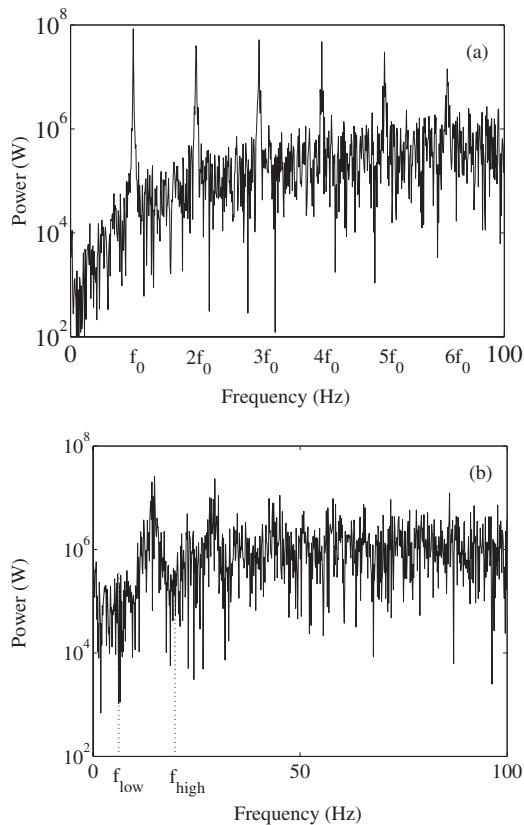 10^8
(a)
10^6
Power (W)
10^4
10^2
0 f_0 2f_0 3f_0 4f_0 5f_0 6f_0 100
Frequency (Hz)
10^8
(b)
10^6
Power (W)
10^4
10^2
0 f_low f_high 50 100
Frequency (Hz)